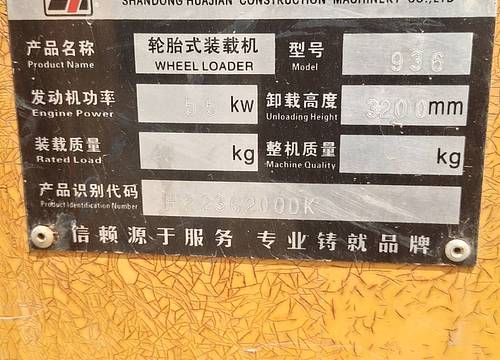 SHANDONG HUAJIAN CONSTRUCTION MACHINERY CO.,LTD
产品名称 轮胎式装载机 型号 936
Product Name WHEEL LOADER Model
发动机功率 55 kw 卸载高度 3200 mm
Engine Power Unloading Height
装载质量 kg 整机质量 kg
Rated Load Machine Quality
产品识别代码
Product Identification Number
信赖源于服务 专业铸就品牌